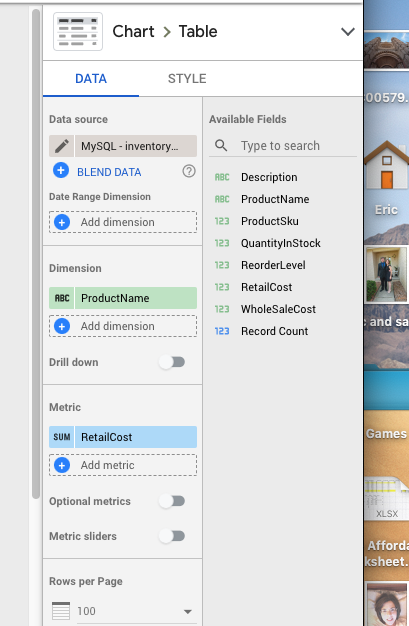 Chart > Table
DATA
STYLE
Data source
MySQL - inventory...
BLEND DATA
Date Range Dimension
Add dimension
Dimension
ABC ProductName
Add dimension
Drill down
Metric
SUM RetailCost
Add metric
Optional metrics
Metric sliders
Rows per Page
100
Available Fields
Type to search
ABC Description
ABC ProductName
123 ProductSku
123 QuantityInStock
123 ReorderLevel
123 RetailCost
123 WholeSaleCost
123 Record Count
00579.
Eric
and sa
Games
XLSX
Afforda
ksheet.